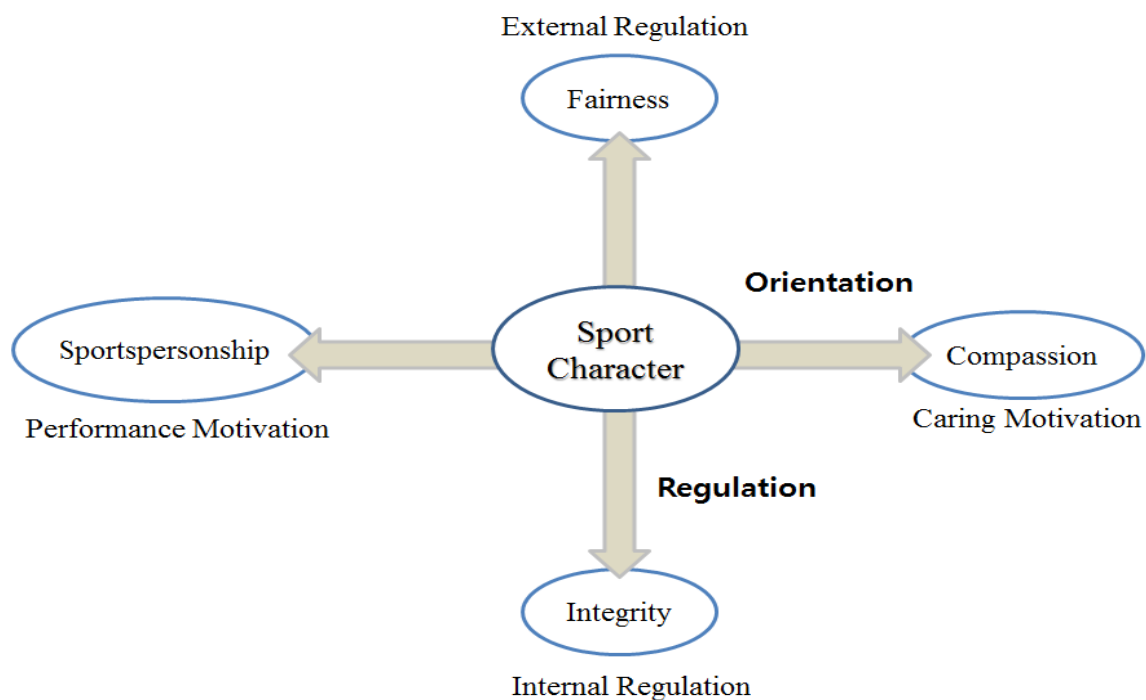 External Regulation
Fairness
Orientation
Sport
Character
Sportspersonship
Compassion
Performance Motivation
Caring Motivation
Regulation
Integrity
Internal Regulation